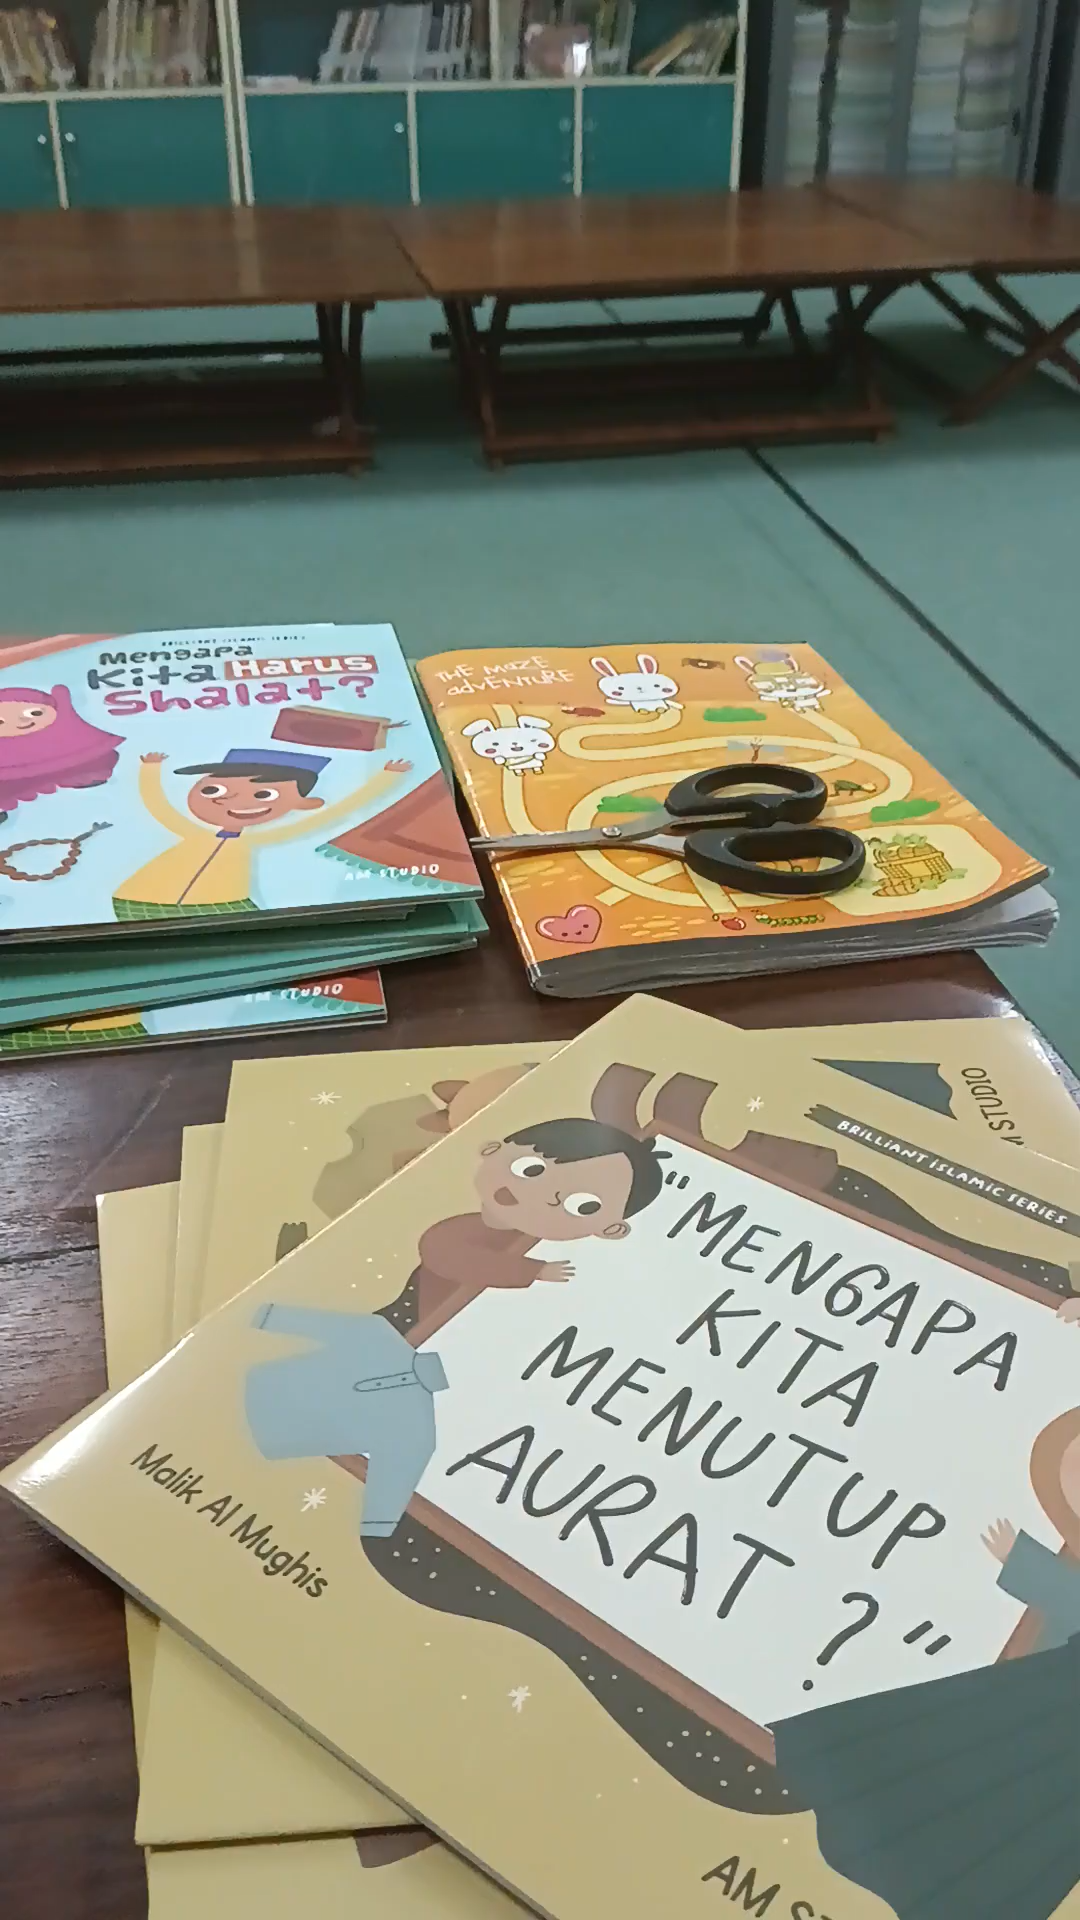 BRILLIANT ISLAMIC SERIES
Mengapa
Kita Harus
Shalat?
AM STUDIO
AM STUDIO
THE MAZE
ADVENTURE
STUDIO
BRILLIANT ISLAMIC SERIES
"MENGAPA
KITA
MENUTUP
AURAT?"
Malik Al Mughis
AM